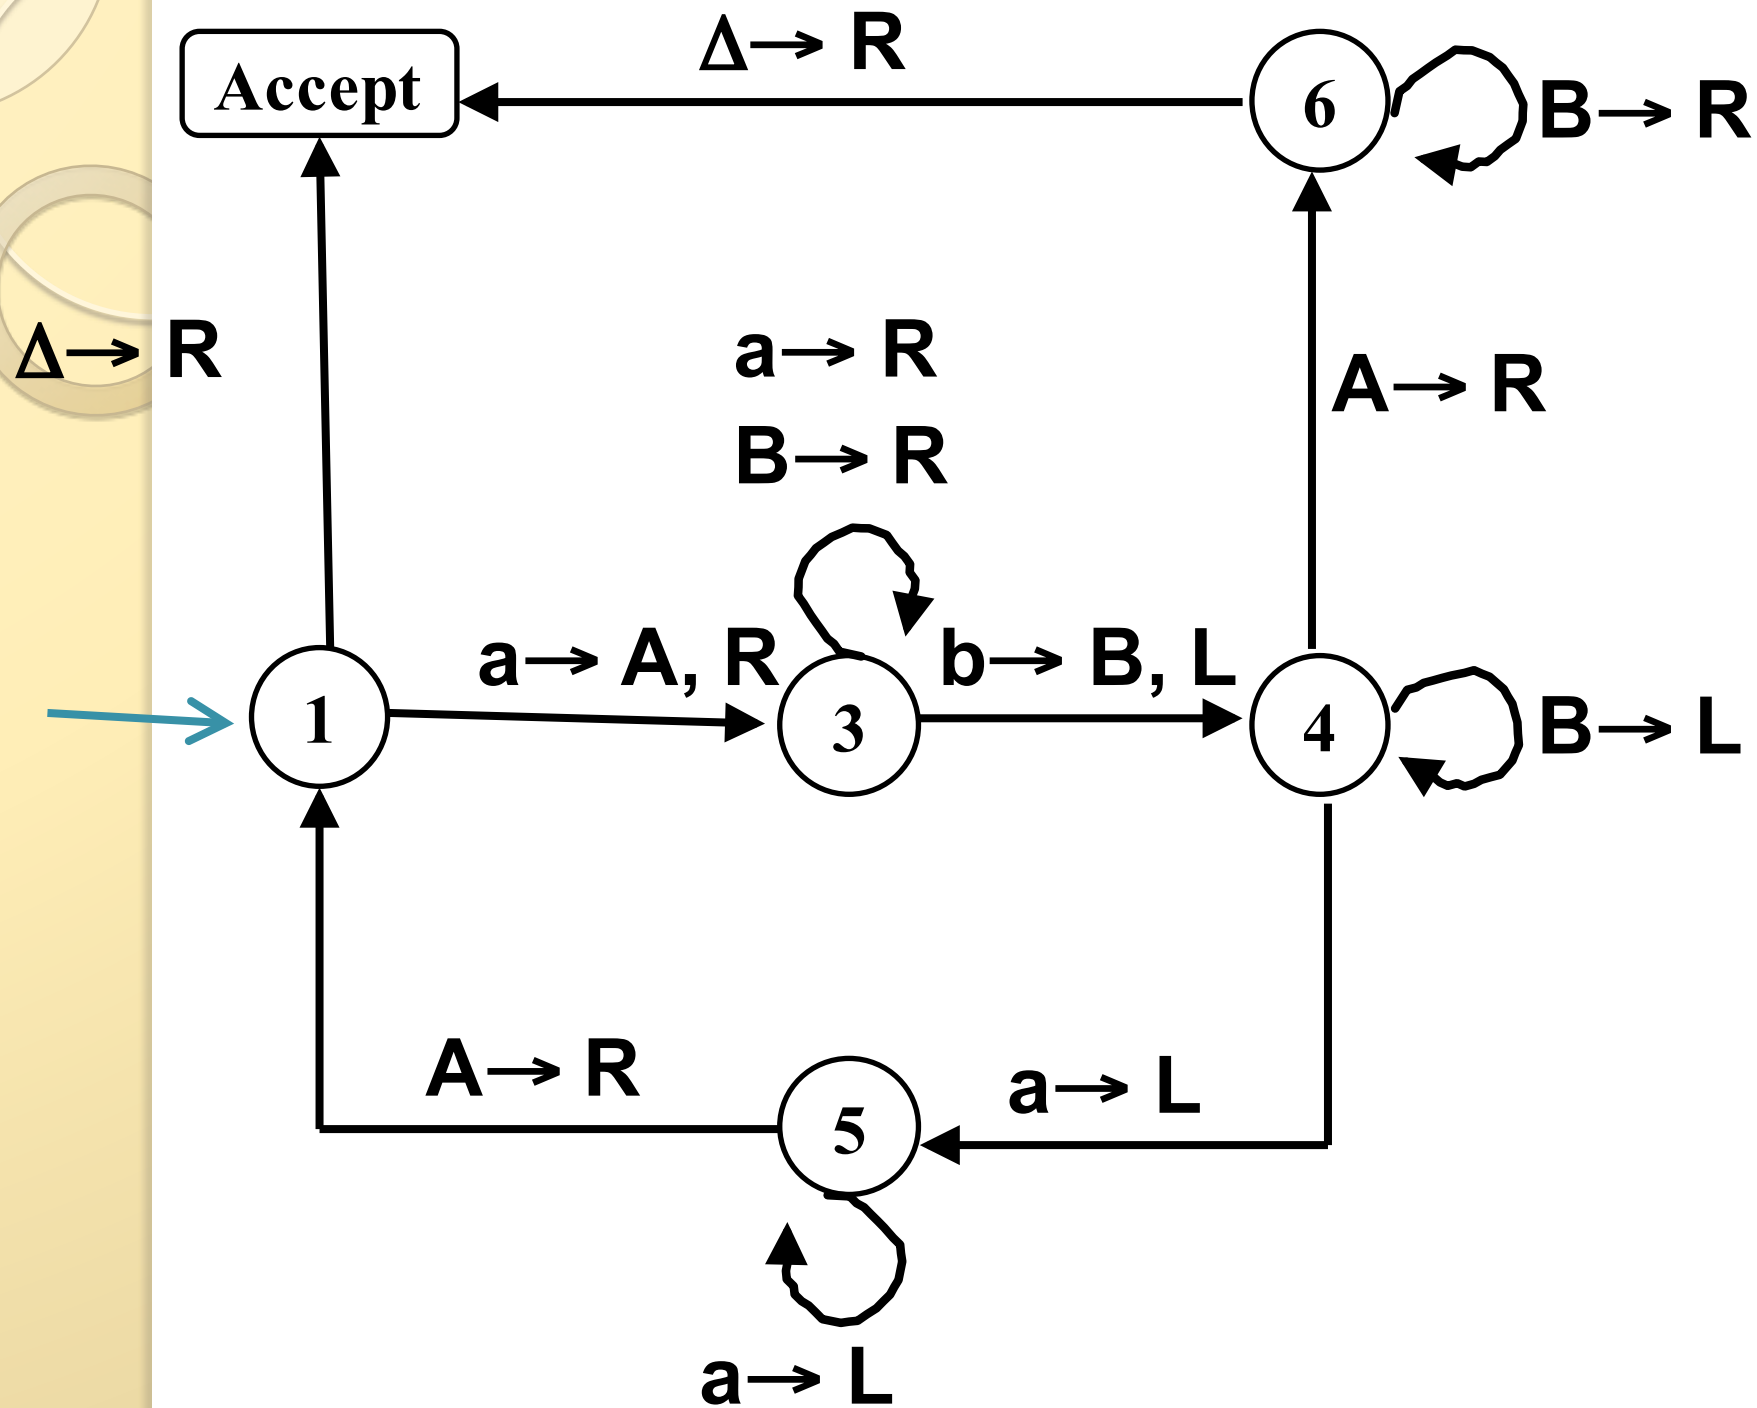 Δ→ R
Accept
6
B→ R
Δ→ R
a→ R
B→ R
A→ R
a→ A, R
b→ B, L
1
3
4
B→ L
A→ R
5
a→ L
a→ L